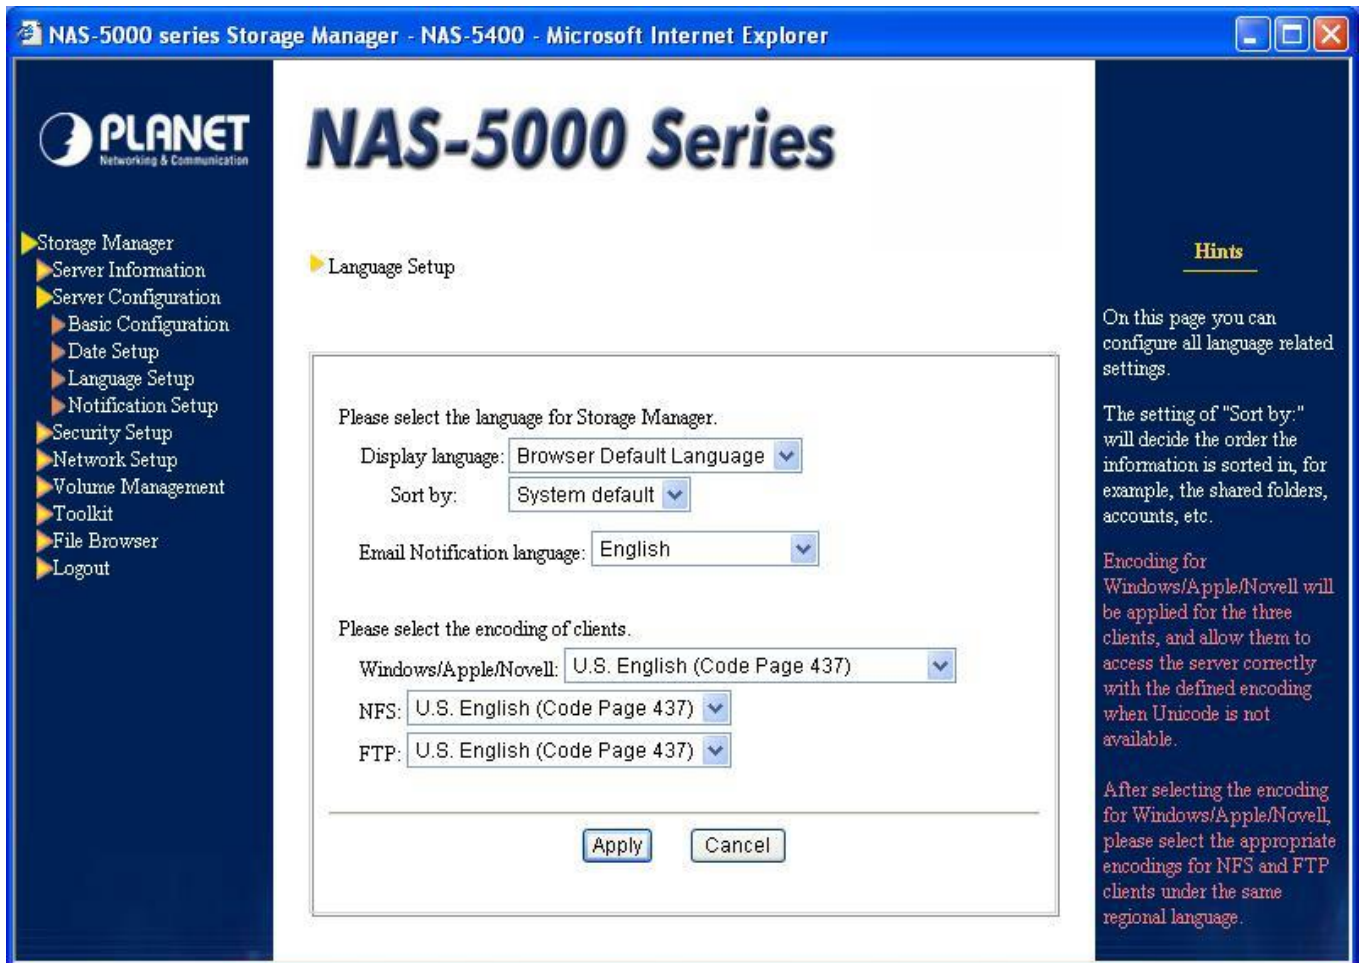 NAS-5000 series Storage Manager - NAS-5400 - Microsoft Internet Explorer
PLANET
Networking & Communication
NAS-5000 Series
Storage Manager
Server Information
Server Configuration
Basic Configuration
Date Setup
Language Setup
Notification Setup
Security Setup
Network Setup
Volume Management
Toolkit
File Browser
Logout
Language Setup
Please select the language for Storage Manager.
Display language: Browser Default Language
Sort by: System default
Email Notification language: English
Please select the encoding of clients.
Windows/Apple/Novell: U.S. English (Code Page 437)
NFS: U.S. English (Code Page 437)
FTP: U.S. English (Code Page 437)
Apply Cancel
Hints
On this page you can
configure all language related
settings.
The setting of "Sort by:"
will decide the order the
information is sorted in, for
example, the shared folders,
accounts, etc.
Encoding for
Windows/Apple/Novell will
be applied for the three
clients, and allow them to
access the server correctly
with the defined encoding
when Unicode is not
available.
After selecting the encoding
for Windows/Apple/Novell,
please select the appropriate
encodings for NFS and FTP
clients under the same
regional language.